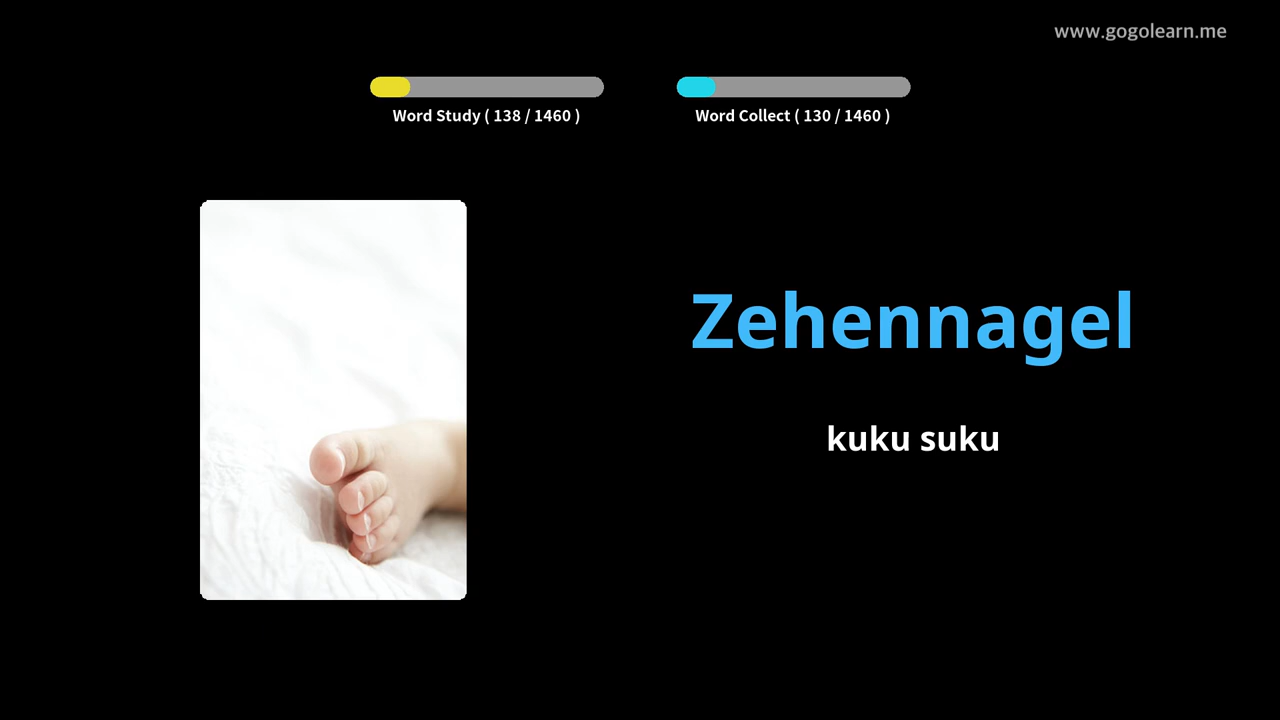 www.gogolearn.me
Word Study ( 138 / 1460 )
Word Collect ( 130 / 1460 )
Zehennagel
kuku suku